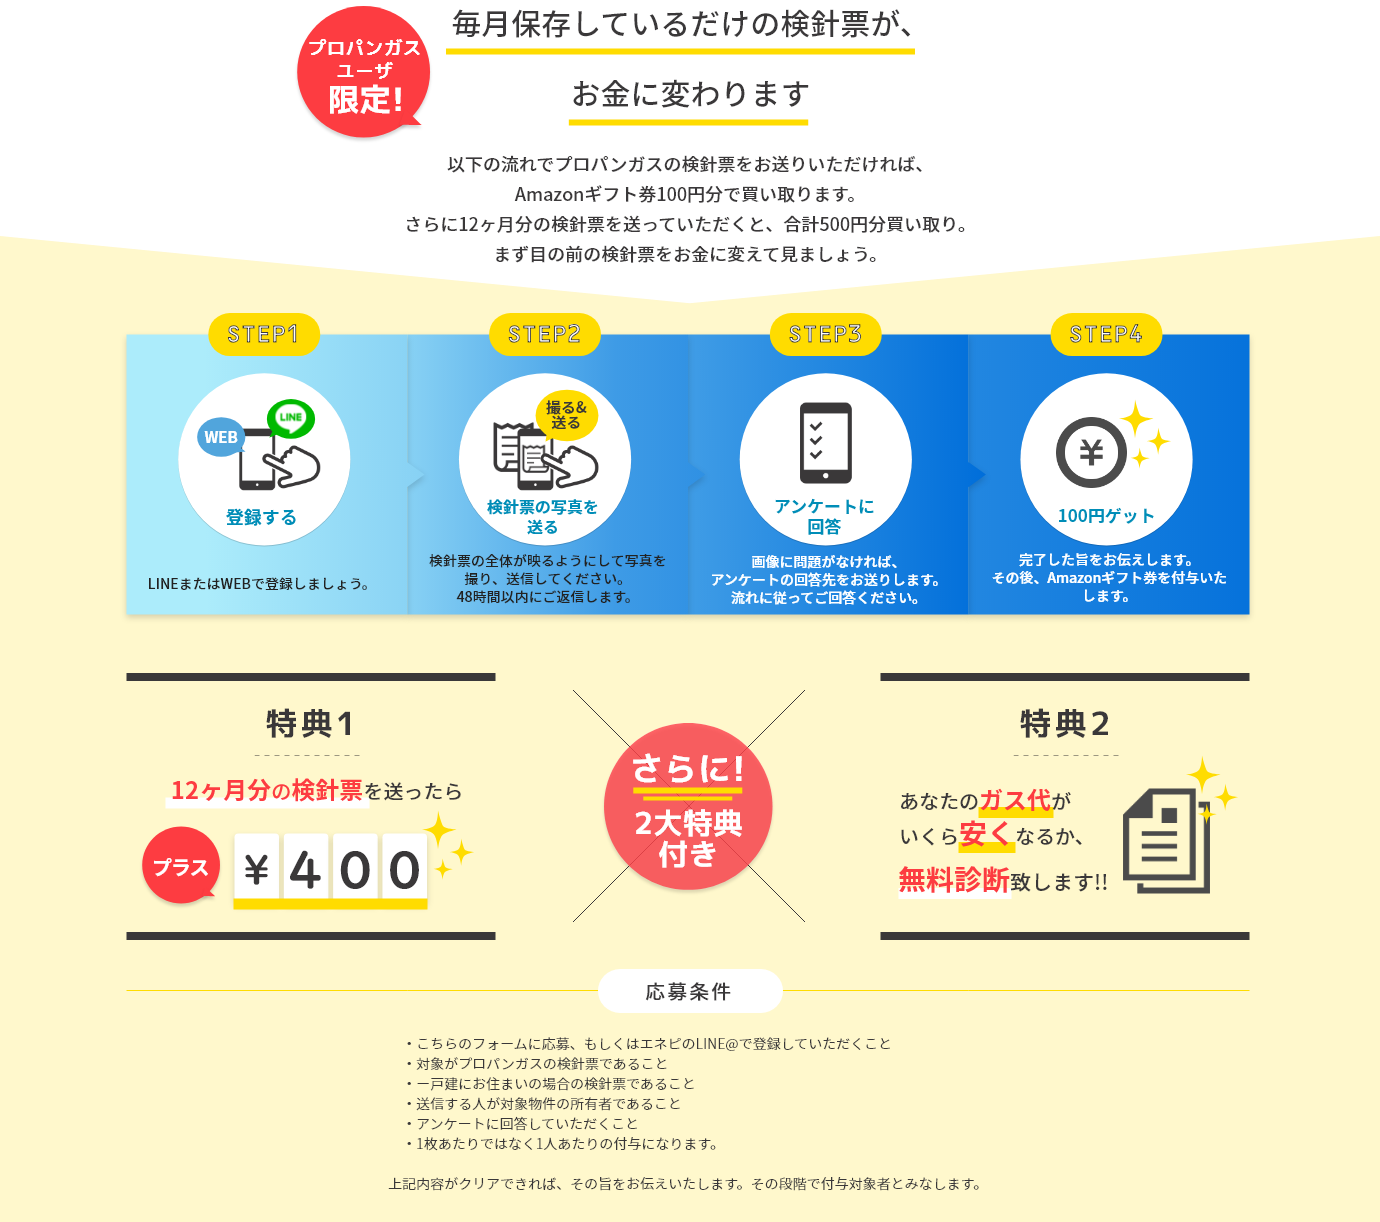 プロパンガス
ユーザ
限定!
毎月保存しているだけの検針票が、
お金に変わります
以下の流れでプロパンガスの検針票をお送りいただければ、
Amazonギフト券100円分で買い取ります。
さらに12ヶ月分の検針票を送っていただくと、合計500円分買い取り。
まず目の前の検針票をお金に変えて見ましょう。
STEP1
WEB
LINE
登録する
LINEまたはWEBで登録しましょう。
STEP2
撮る&
送る
検針票の写真を
送る
検針票の全体が映るようにして写真を
撮り、送信してください。
48時間以内にご返信します。
STEP3
アンケートに
回答
画像に問題がなければ、
アンケートの回答先をお送りします。
流れに従ってご回答ください。
STEP4
¥
100円ゲット
完了した旨をお伝えします。
その後、Amazonギフト券を付与いた
します。
特典1
12ヶ月分の検針票を送ったら
プラス
¥400
さらに!
2大特典
付き
特典2
あなたのガス代が
いくら安くなるか、
無料診断致します!!
応募条件
・こちらのフォームに応募、もしくはエネピのLINE@で登録していただくこと
・対象がプロパンガスの検針票であること
・一戸建にお住まいの場合の検針票であること
・送信する人が対象物件の所有者であること
・アンケートに回答していただくこと
・1枚あたりではなく1人あたりの付与になります。
上記内容がクリアできれば、その旨をお伝えいたします。その段階で付与対象者とみなします。